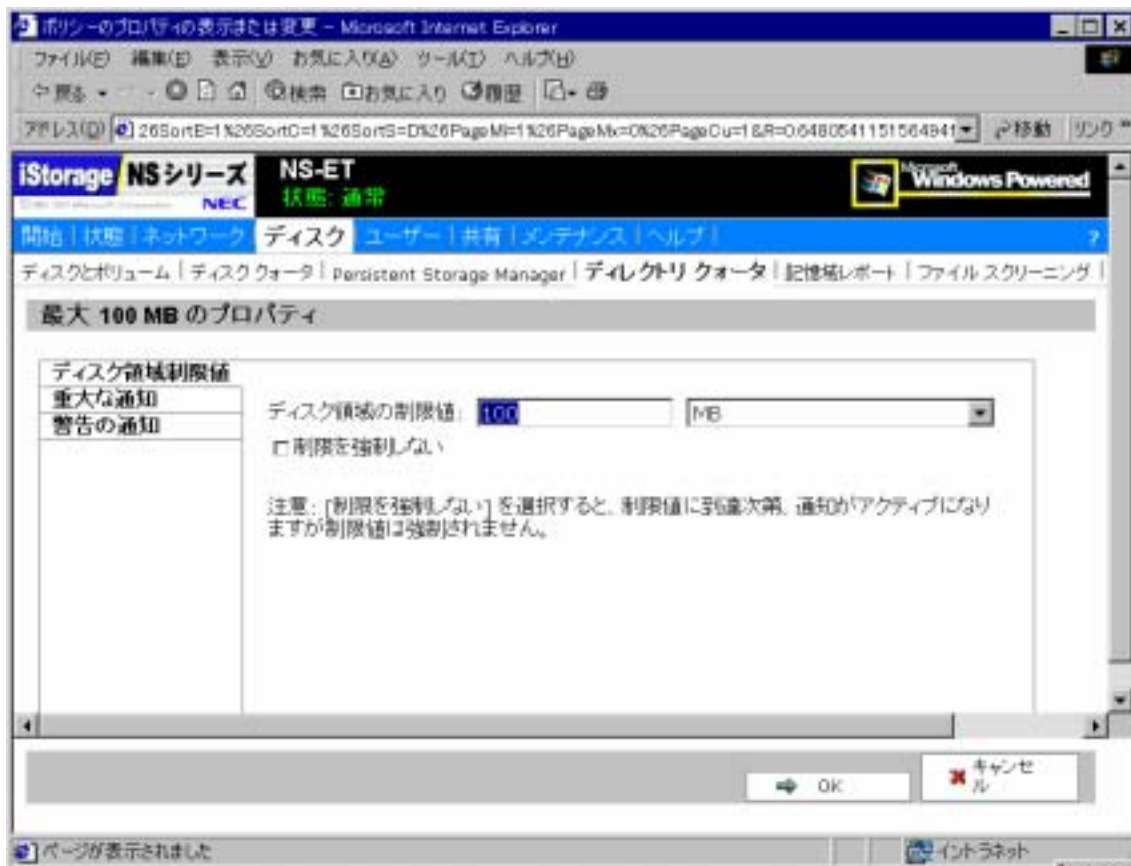 ポリシーのプロパティの表示または変更 - Microsoft Internet Explorer
ファイル(F) 編集(E) 表示(V) お気に入り(A) ツール(T) ヘルプ(H)
戻る 検索 お気に入り 履歴
アドレス(D) 26SortE=1%26SortC=1%26SortS=D%26PageMi=1%26PageMx=0%26PageCu=1&R=0.6480541151564941 移動 リンク »
iStorage NSシリーズ NS-ET Microsoft Windows Powered
NEC 状態: 通常
開始 | 状態 | ネットワーク | ディスク | ユーザー | 共有 | メンテナンス | ヘルプ | ?
ディスクとボリューム | ディスク クォータ | Persistent Storage Manager | ディレクトリ クォータ | 記憶域レポート | ファイル スクリーニング |
最大 100 MB のプロパティ
ディスク領域制限値
重大な通知
警告の通知
ディスク領域の制限値: 100 MB
制限を強制しない
注意: [制限を強制しない] を選択すると、制限値に到達次第、通知がアクティブになり
ますが制限値は強制されません。
OK キャンセ
ル
ページが表示されました イントラネット